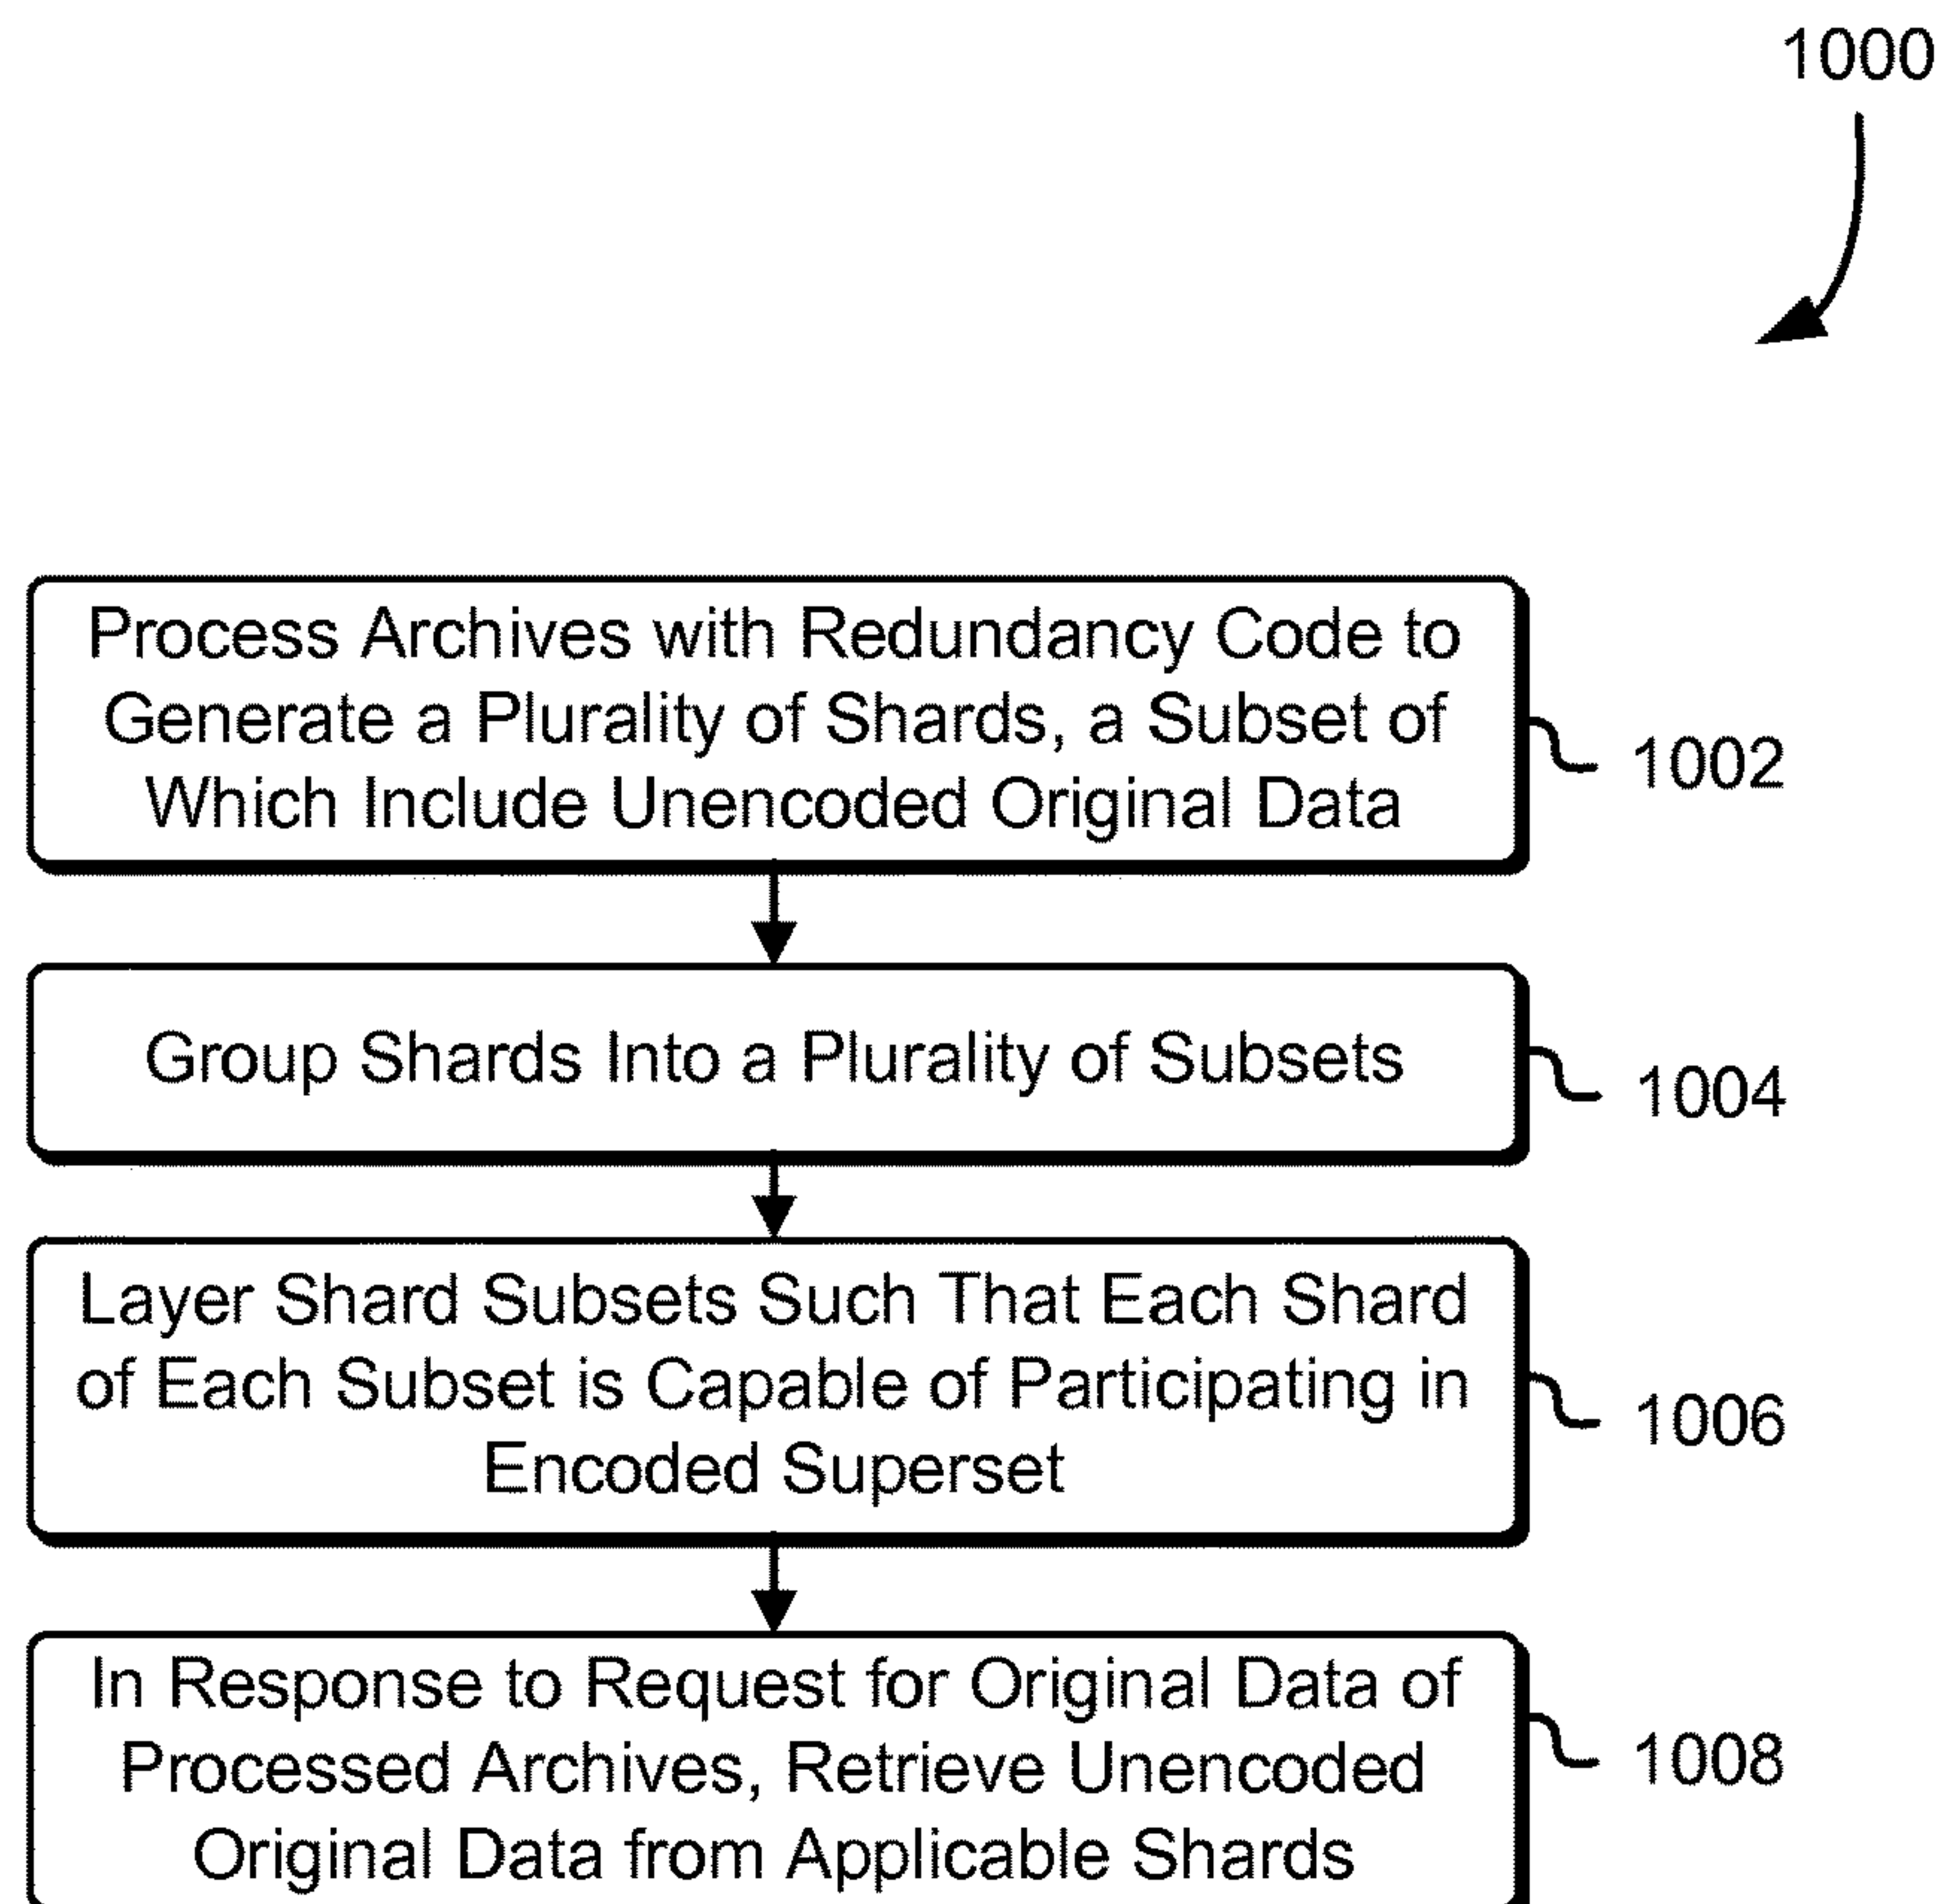 1000
Process Archives with Redundancy Code to
Generate a Plurality of Shards, a Subset of
Which Include Unencoded Original Data
1002
Group Shards Into a Plurality of Subsets
1004
Layer Shard Subsets Such That Each Shard
of Each Subset is Capable of Participating in
Encoded Superset
1006
In Response to Request for Original Data of
Processed Archives, Retrieve Unencoded
Original Data from Applicable Shards
1008